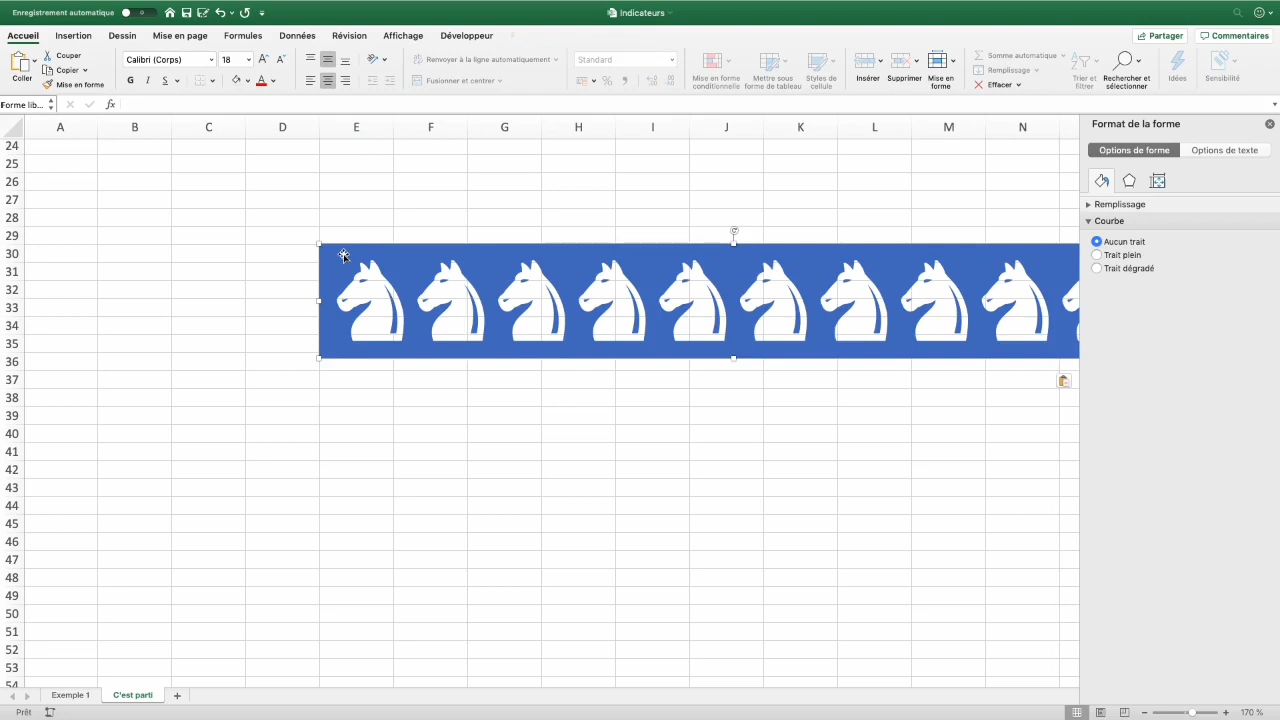 Enregistrement automatique
Indicateurs
Accueil Insertion Dessin Mise en page Formules Données Révision Affichage Développeur
Partager Commentaires
Coller
Couper
Copier
Mise en forme
Calibri (Corps) 18
G I S
Renvoyer à la ligne automatiquement
Fusionner et centrer
Standard
Mise en forme conditionnelle
Mettre sous forme de tableau
Styles de cellule
Insérer
Supprimer
Mise en forme
Somme automatique
Remplissage
Effacer
Trier et filtrer
Rechercher et sélectionner
Idées
Sensibilité
Forme lib...
fx
A B C D E F G H I J K L M N
24
25
26
27
28
29
30
31
32
33
34
35
36
37
38
39
40
41
42
43
44
45
46
47
48
49
50
51
52
53
54
Format de la forme
Options de forme Options de texte
Remplissage
Courbe
Aucun trait
Trait plein
Trait dégradé
Exemple 1 C'est parti
Prêt
170 %